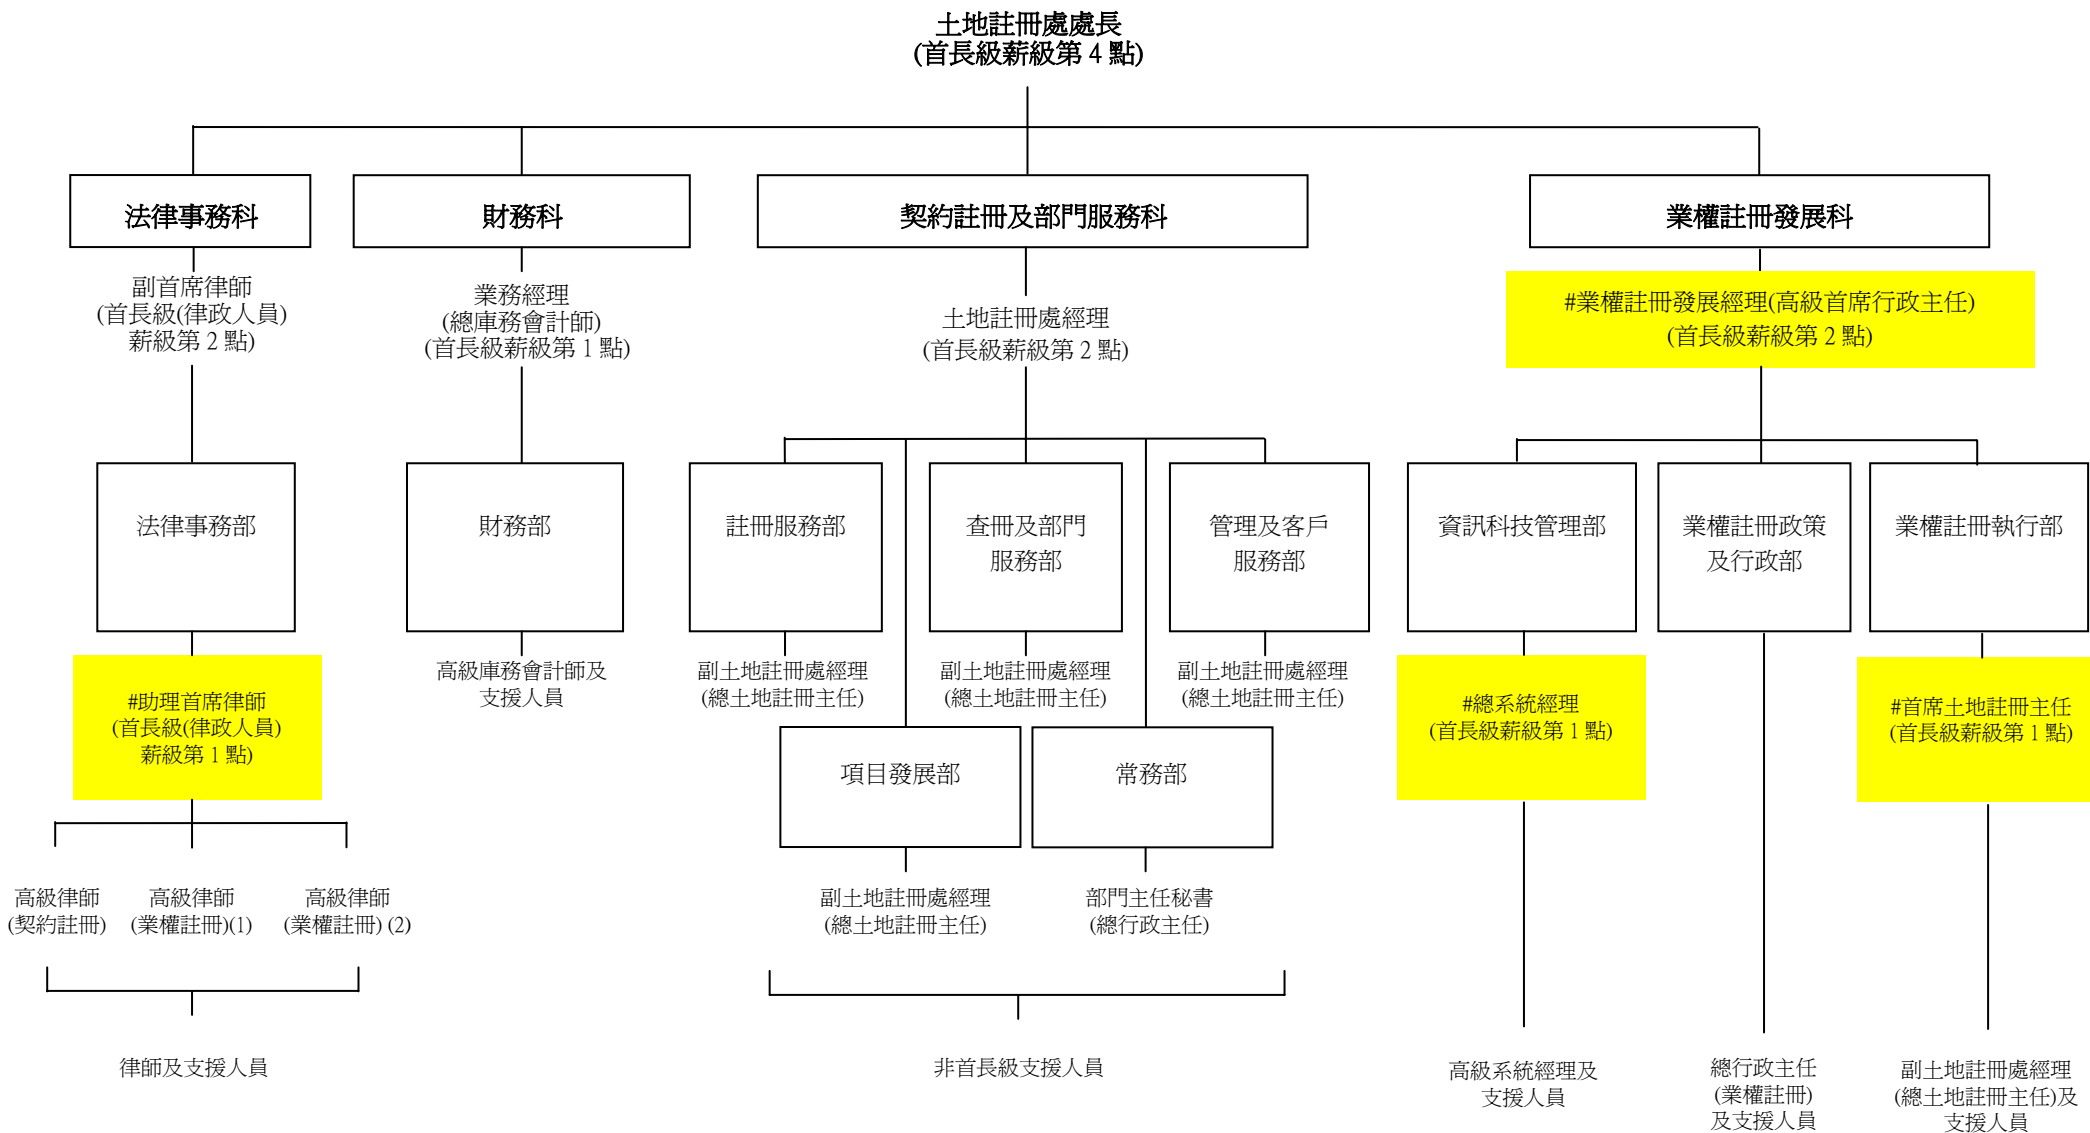 土地註冊處處長
(首長級薪級第 4 點)
法律事務科
財務科
契約註冊及部門服務科
業權註冊發展科
副首席律師
(首長級(律政人員)
薪級第 2 點)
業務經理
(總庫務會計師)
(首長級薪級第 1 點)
土地註冊處經理
(首長級薪級第 2 點)
#業權註冊發展經理(高級首席行政主任)
(首長級薪級第 2 點)
法律事務部
財務部
註冊服務部
查冊及部門
服務部
管理及客戶
服務部
資訊科技管理部
業權註冊政策
及行政部
業權註冊執行部
#助理首席律師
(首長級(律政人員)
薪級第 1 點)
高級庫務會計師及
支援人員
副土地註冊處經理
(總土地註冊主任)
副土地註冊處經理
(總土地註冊主任)
副土地註冊處經理
(總土地註冊主任)
#總系統經理
(首長級薪級第 1 點)
#首席土地註冊主任
(首長級薪級第 1 點)
項目發展部
常務部
高級律師
(契約註冊)
高級律師
(業權註冊)(1)
高級律師
(業權註冊) (2)
副土地註冊處經理
(總土地註冊主任)
部門主任秘書
(總行政主任)
律師及支援人員
非首長級支援人員
高級系統經理及
支援人員
總行政主任
(業權註冊)
及支援人員
副土地註冊處經理
(總土地註冊主任)及
支援人員